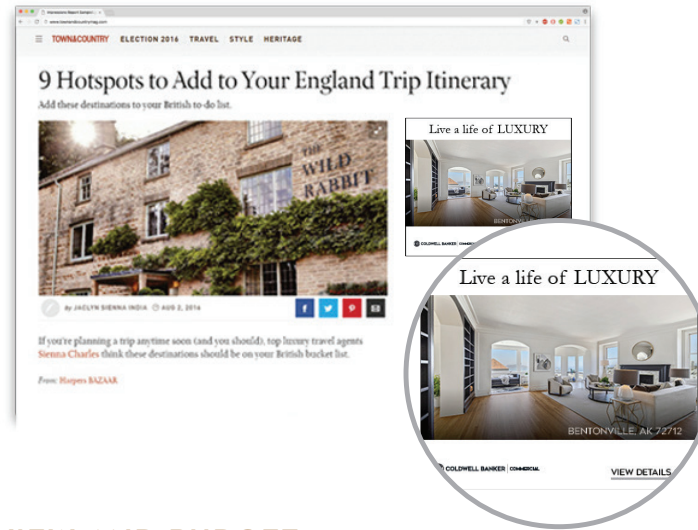 www.townandcountrymag.com
TOWN&COUNTRY ELECTION 2016 TRAVEL STYLE HERITAGE
9 Hotspots to Add to Your England Trip Itinerary
Add these destinations to your British to-do list.
THE
WILD
RABBIT
By JACLYN SIENNA INDIA AUG 2, 2016
If you're planning a trip anytime soon (and you should), top luxury travel agents
Sienna Charles think these destinations should be on your British bucket list.
From: Harpers BAZAAR
Live a life of LUXURY
BENTONVILLE
COLDWELL BANKER
Live a life of LUXURY
BENTONVILLE, AK 72712
COLDWELL BANKER COMMERCIAL
VIEW DETAILS